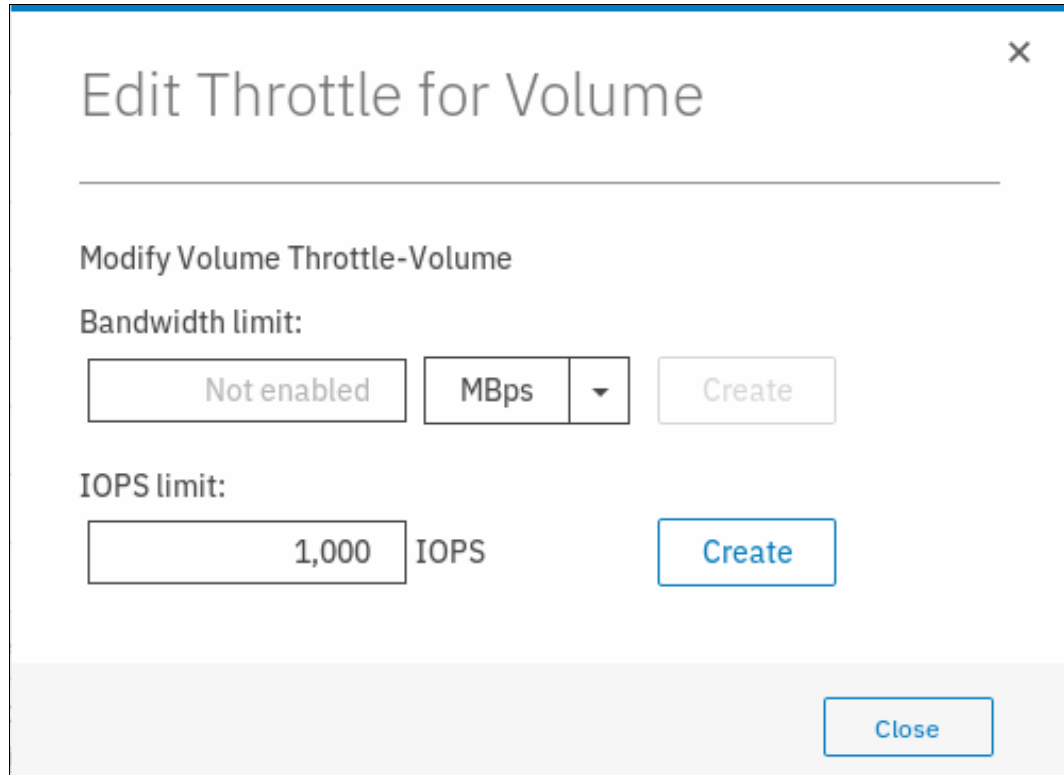 ×
Edit Throttle for Volume
Modify Volume Throttle-Volume
Bandwidth limit:
Not enabled MBps Create
IOPS limit:
1,000 IOPS Create
Close